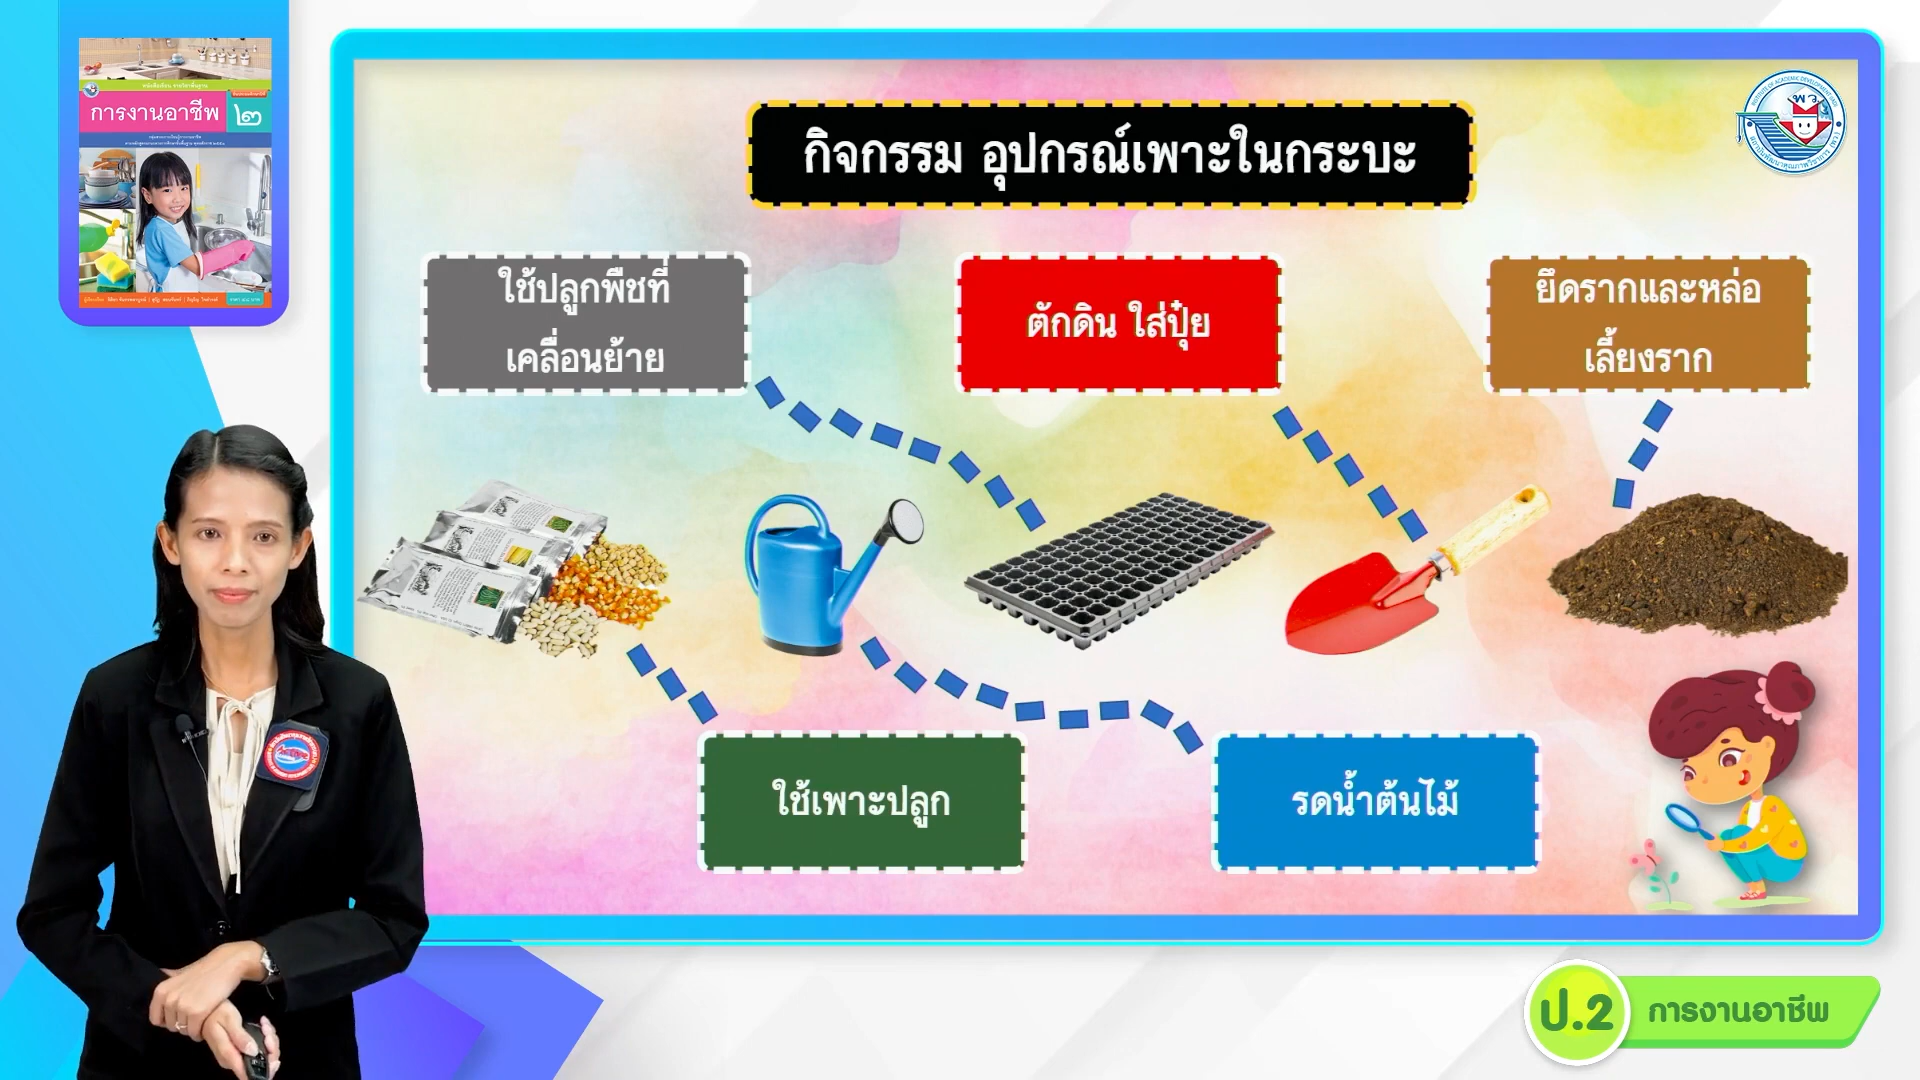 การงานอาชีพ ๒
กิจกรรม อุปกรณ์เพาะในกระบะ
ใช้ปลูกพืชที่
เคลื่อนย้าย
ตักดิน ใส่ปุ๋ย
ยึดรากและหล่อ
เลี้ยงราก
ใช้เพาะปลูก
รดน้ำต้นไม้
พว
ป.2 การงานอาชีพ